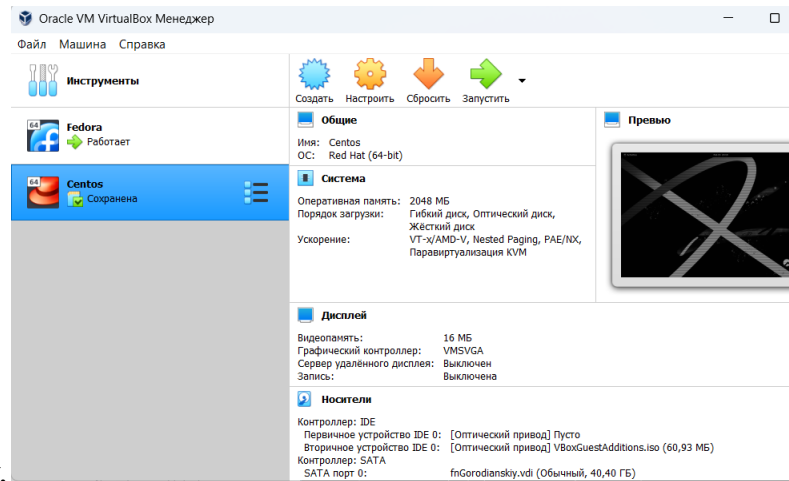 Oracle VM VirtualBox Менеджер
Файл Машина Справка
Инструменты
Создать Настроить Сбросить Запустить
64
Fedora
Работает
64
Centos
Сохранена
Общие
Имя: Centos
ОС: Red Hat (64-bit)
Превью
Система
Оперативная память: 2048 МБ
Порядок загрузки: Гибкий диск, Оптический диск,
Жёсткий диск
Ускорение: VT-x/AMD-V, Nested Paging, PAE/NX,
Паравиртуализация KVM
Дисплей
Видеопамять: 16 МБ
Графический контроллер: VMSVGA
Сервер удалённого дисплея: Выключен
Запись: Выключена
Носители
Контроллер: IDE
Первичное устройство IDE 0: [Оптический привод] Пусто
Вторичное устройство IDE 0: [Оптический привод] VBoxGuestAdditions.iso (60,93 МБ)
Контроллер: SATA
SATA порт 0: fnGorodianskiy.vdi (Обычный, 40,40 ГБ)